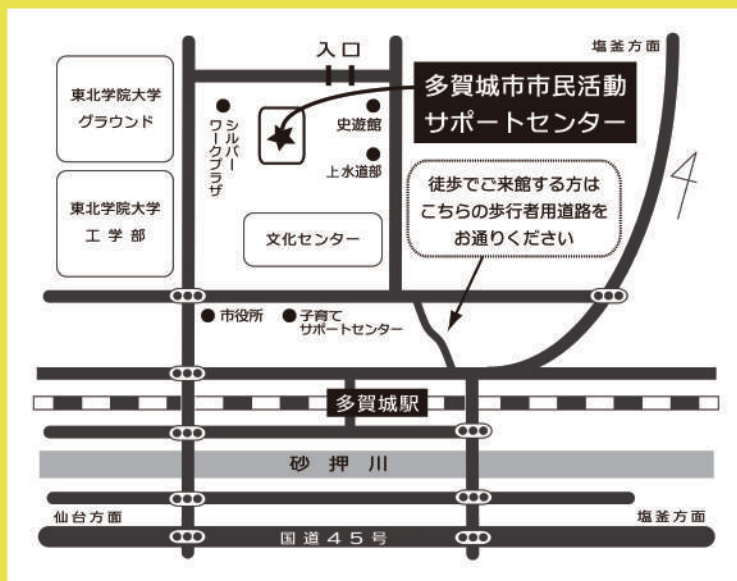 入口
塩釜方面
東北学院大学
グラウンド
シルバー
ワークプラザ
史遊館
上水道部
多賀城市市民活動
サポートセンター
徒歩でご来館する方は
こちらの歩行者用道路を
お通りください
東北学院大学
工学部
文化センター
市役所
子育て
サポートセンター
多賀城駅
砂押川
仙台方面
国道45号
塩釜方面